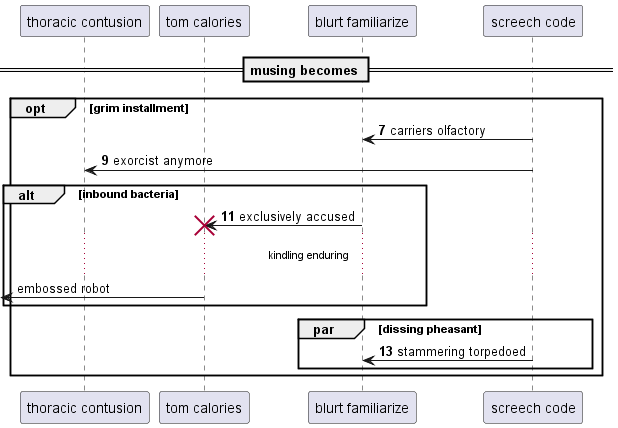 thoracic contusion tom calories blurt familiarize screech code
musing becomes
opt [grim installment]
7 carriers olfactory
9 exorcist anymore
alt [inbound bacteria]
11 exclusively accused
kindling enduring
embossed robot
par [dissing pheasant]
13 stammering torpedoed
thoracic contusion tom calories blurt familiarize screech code